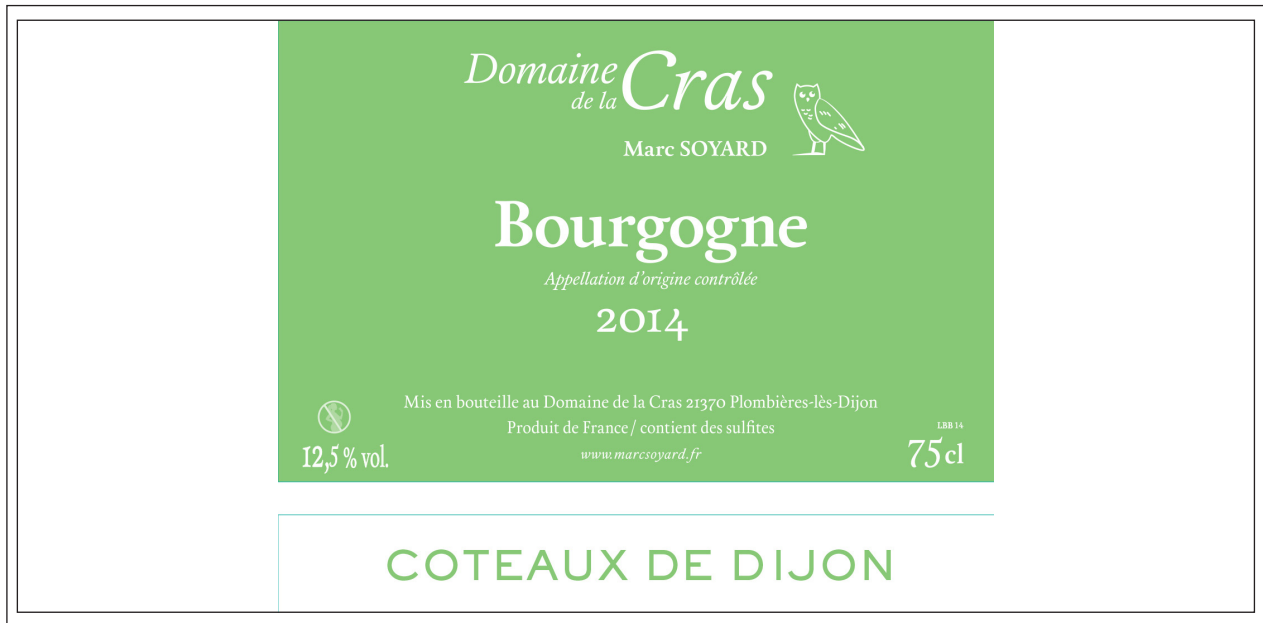 Domaine
de la Cras
Marc SOYARD
Bourgogne
Appellation d'origine contrôlée
2014
Mis en bouteille au Domaine de la Cras 21370 Plombières-lès-Dijon
Produit de France / contient des sulfites
www.marcsoyard.fr
12,5 % vol.
LBB 14
75 cl
COTEAUX DE DIJON